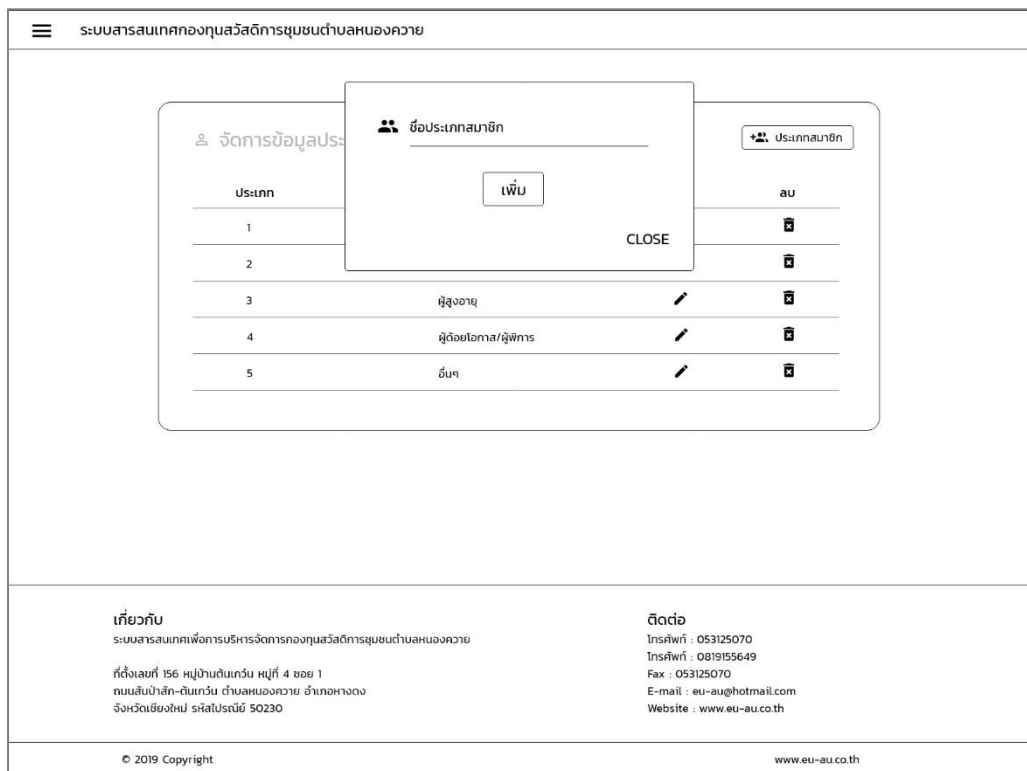 ระบบสารสนเทศกองทุนสวัสดิการชุมชนตำบลหนองควาย
ชื่อประเภทสมาชิก
เพิ่ม
CLOSE
จัดการข้อมูลประ
ประเภทสมาชิก
ประเภท ลบ
1
2
3 ผู้สูงอายุ
4 ผู้ด้อยโอกาส/ผู้พิการ
5 อื่นๆ
เกี่ยวกับ
ระบบสารสนเทศเพื่อการบริหารจัดการกองทุนสวัสดิการชุมชนตำบลหนองควาย
ที่ตั้งเลขที่ 156 หมู่บ้านต้นเกว๋น หมู่ที่ 4 ซอย 1
ถนนสันป่าสัก-ต้นเกว๋น ตำบลหนองควาย อำเภอหางดง
จังหวัดเชียงใหม่ รหัสไปรณีย์ 50230
ติดต่อ
โทรศัพท์ : 053125070
โทรศัพท์ : 0819155649
Fax : 053125070
E-mail : eu-au@hotmail.com
Website : www.eu-au.co.th
© 2019 Copyright
www.eu-au.co.th